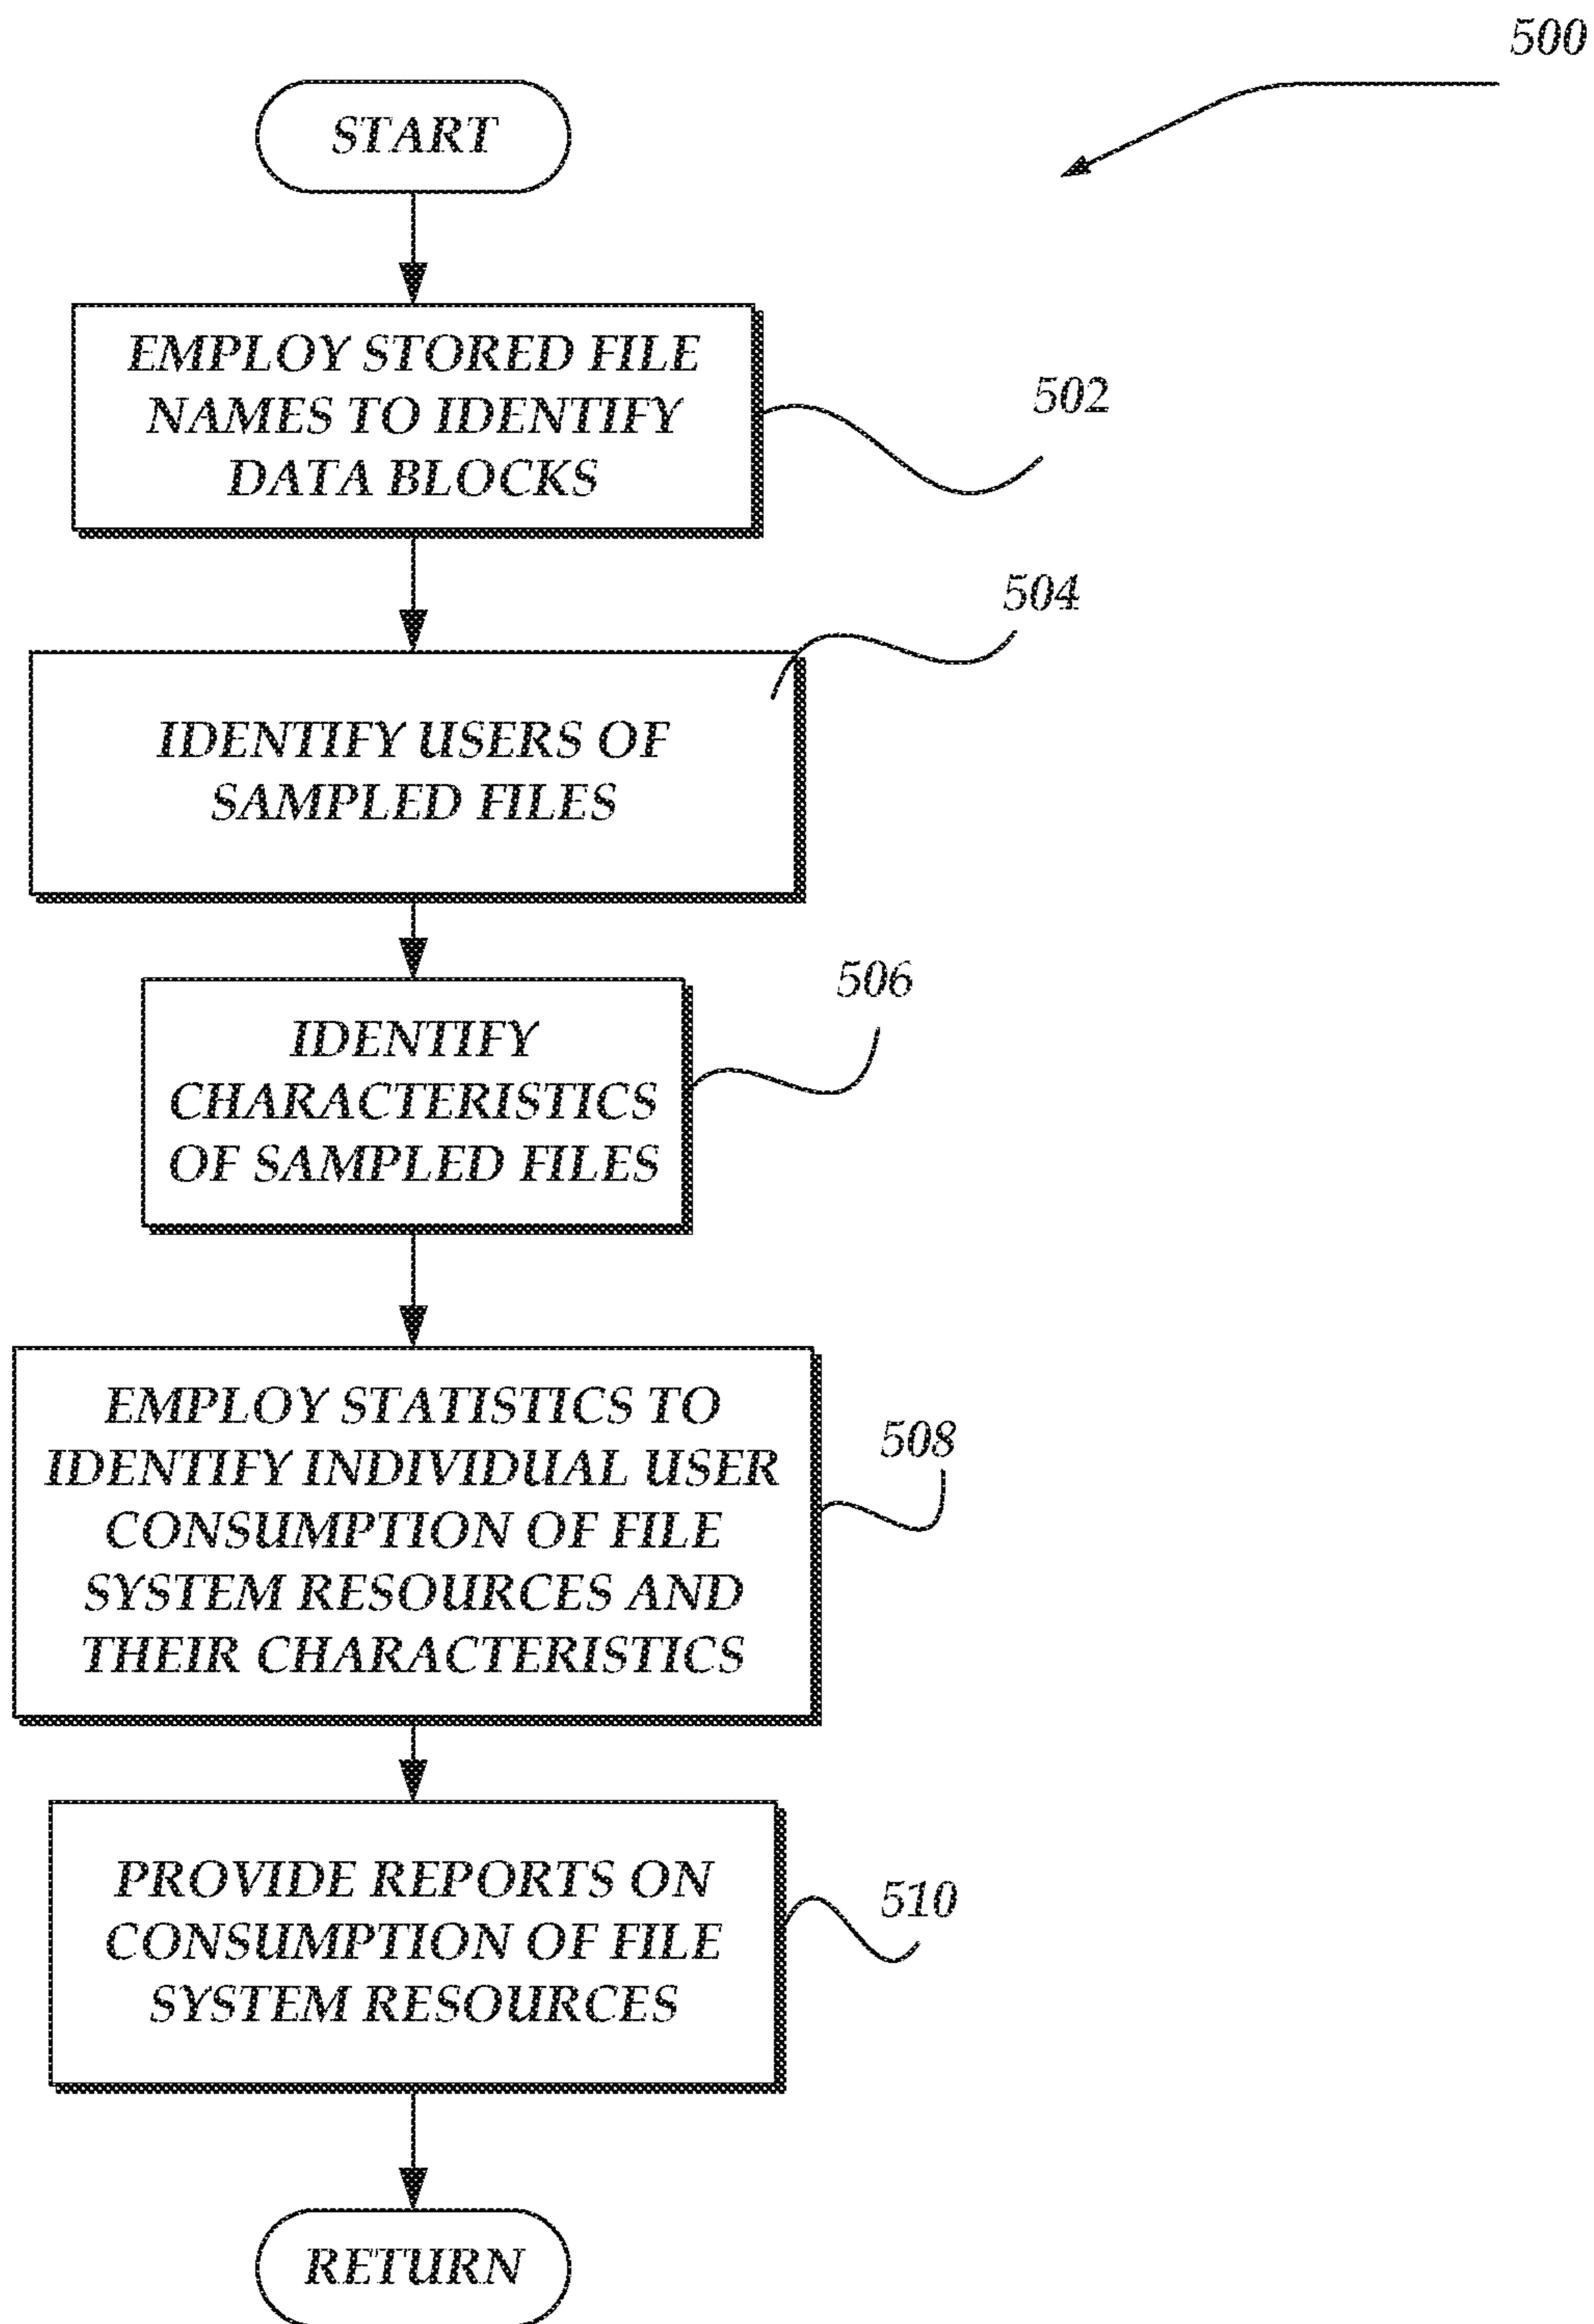 500
START
EMPLOY STORED FILE
NAMES TO IDENTIFY
DATA BLOCKS
502
504
IDENTIFY USERS OF
SAMPLED FILES
506
IDENTIFY
CHARACTERISTICS
OF SAMPLED FILES
EMPLOY STATISTICS TO
IDENTIFY INDIVIDUAL USER
CONSUMPTION OF FILE
SYSTEM RESOURCES AND
THEIR CHARACTERISTICS
508
PROVIDE REPORTS ON
CONSUMPTION OF FILE
SYSTEM RESOURCES
510
RETURN